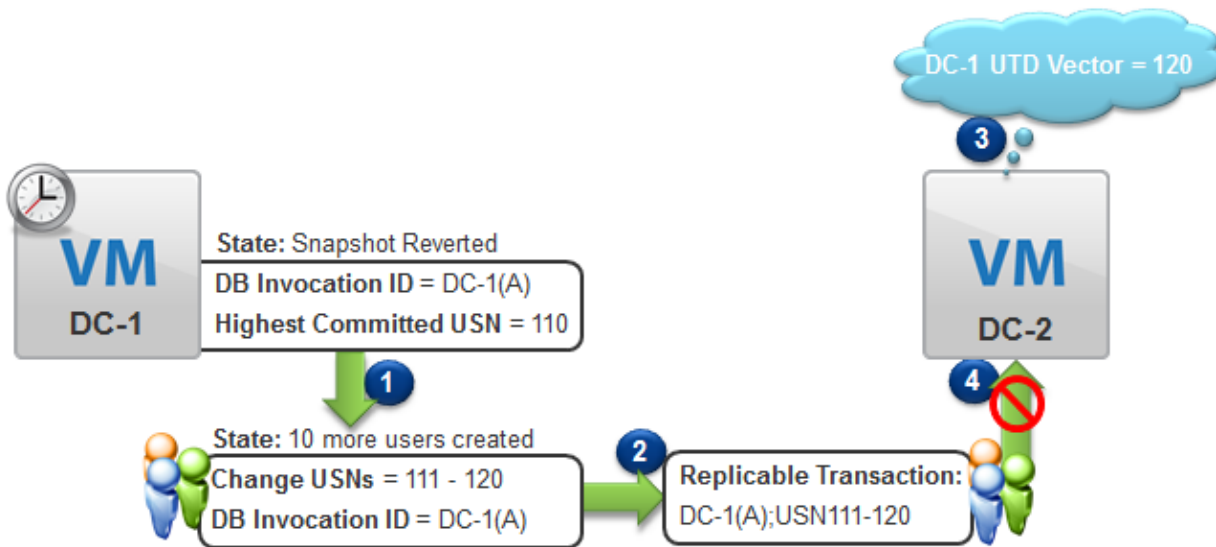 DC-1 UTD Vector = 120
3
VM
DC-1
State: Snapshot Reverted
DB Invocation ID = DC-1(A)
Highest Committed USN = 110
VM
DC-2
1
4
State: 10 more users created
Change USNs = 111 - 120
DB Invocation ID = DC-1(A)
2
Replicable Transaction:
DC-1(A);USN111-120